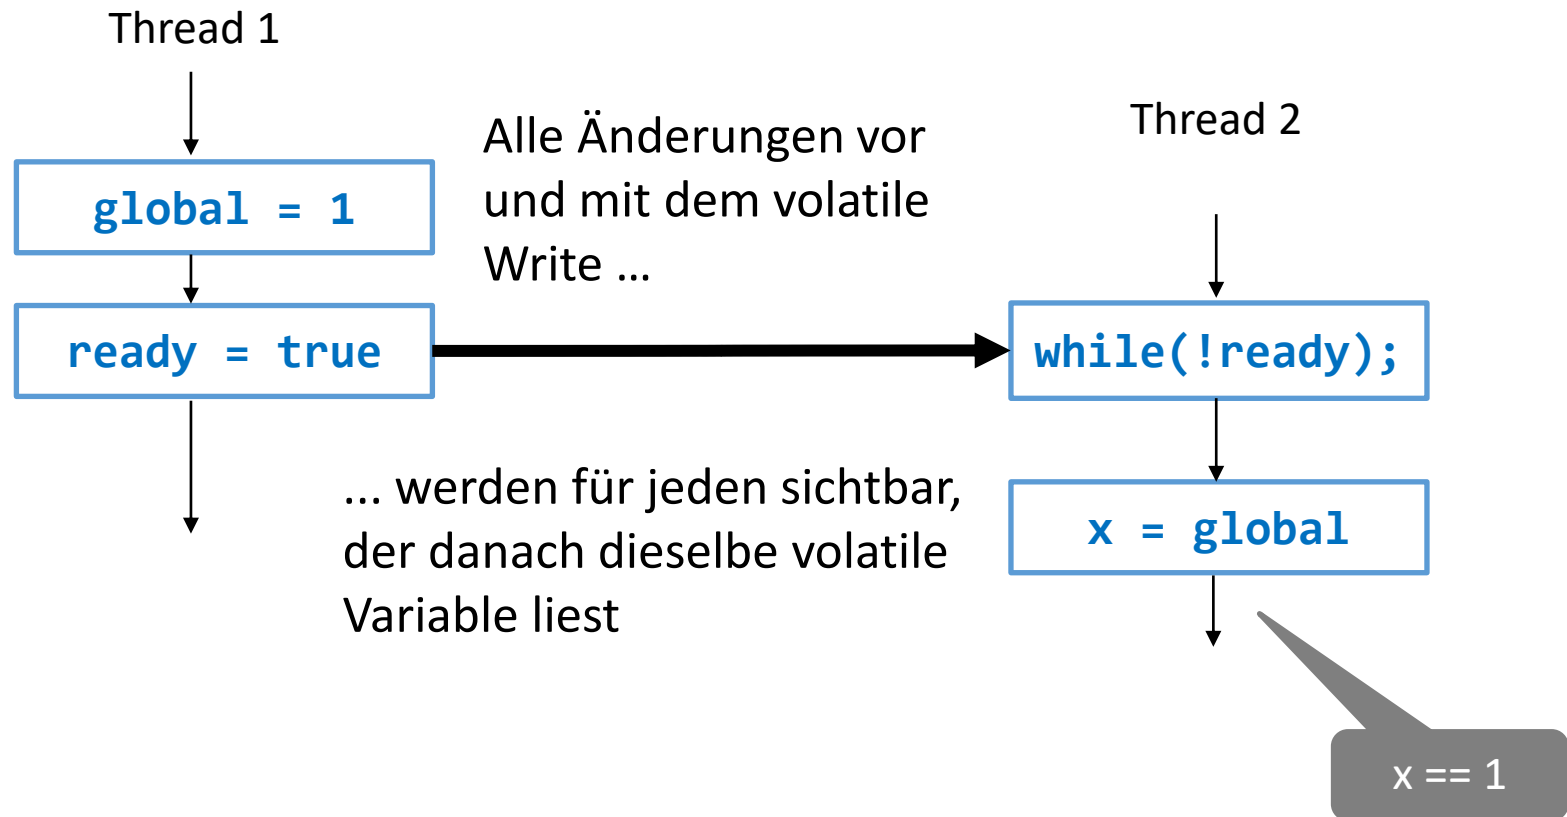 Thread 1
global = 1
ready = true
Alle Änderungen vor
und mit dem volatile
Write …
... werden für jeden sichtbar,
der danach dieselbe volatile
Variable liest
Thread 2
while(!ready);
x = global
x == 1